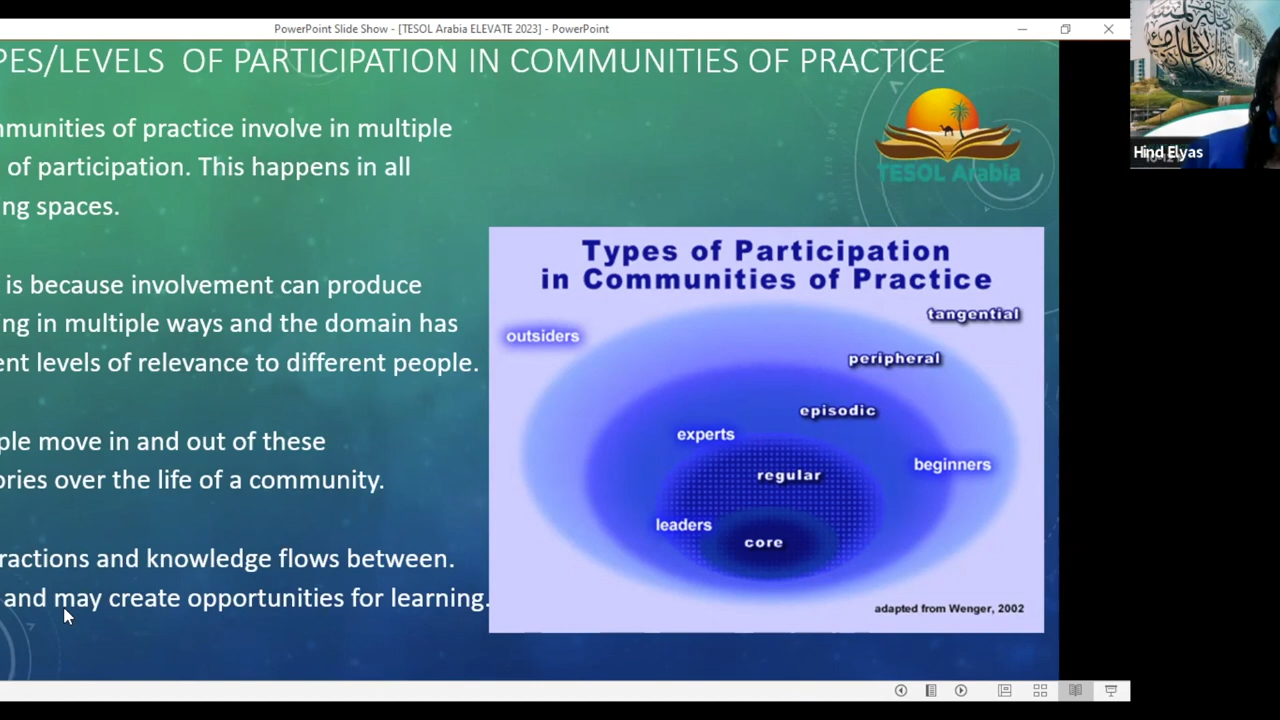 PowerPoint Slide Show - [TESOL Arabia ELEVATE 2023] - PowerPoint
PES/LEVELS OF PARTICIPATION IN COMMUNITIES OF PRACTICE
nmunities of practice involve in multiple
of participation. This happens in all
ng spaces.
is because involvement can produce
ng in multiple ways and the domain has
ent levels of relevance to different people.
ple move in and out of these
ories over the life of a community.
ractions and knowledge flows between.
and may create opportunities for learning.
TESOL Arabia
Types of Participation
in Communities of Practice
tangential
outsiders
peripheral
episodic
experts
beginners
regular
leaders
core
adapted from Wenger, 2002
Hind Elyas